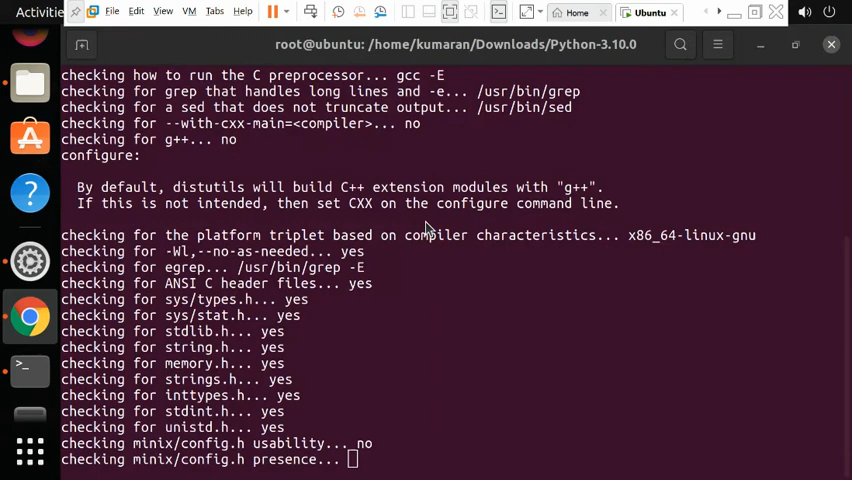 Activities
File Edit View VM Tabs Help
Home
Ubuntu
root@ubuntu: /home/kumaran/Downloads/Python-3.10.0
checking how to run the C preprocessor... gcc -E
checking for grep that handles long lines and -e... /usr/bin/grep
checking for a sed that does not truncate output... /usr/bin/sed
checking for --with-cxx-main=<compiler>... no
checking for g++... no
configure:
By default, distutils will build C++ extension modules with "g++".
If this is not intended, then set CXX on the configure command line.
checking for the platform triplet based on compiler characteristics... x86_64-linux-gnu
checking for -Wl,--no-as-needed... yes
checking for egrep... /usr/bin/grep -E
checking for ANSI C header files... yes
checking for sys/types.h... yes
checking for sys/stat.h... yes
checking for stdlib.h... yes
checking for string.h... yes
checking for memory.h... yes
checking for strings.h... yes
checking for inttypes.h... yes
checking for stdint.h... yes
checking for unistd.h... yes
checking minix/config.h usability... no
checking minix/config.h presence...